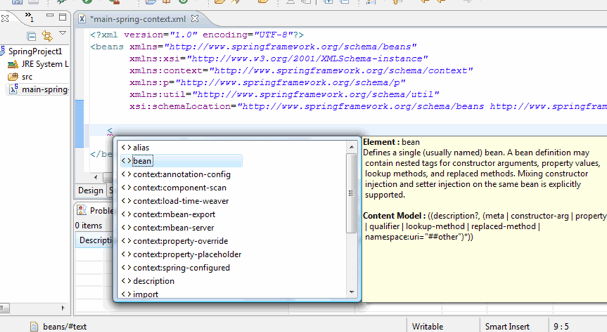 *main-spring-context.xml
SpringProject1
JRE System L
src
main-spring
<?xml version="1.0" encoding="UTF-8"?>
<beans xmlns="http://www.springframework.org/schema/beans"
xmlns:xsi="http://www.w3.org/2001/XMLSchema-instance"
xmlns:context="http://www.springframework.org/schema/context"
xmlns:p="http://www.springframework.org/schema/p"
xmlns:util="http://www.springframework.org/schema/util"
xsi:schemaLocation="http://www.springframework.org/schema/beans http://www.springfram
<
</be
alias
bean
context:annotation-config
context:component-scan
context:load-time-weaver
context:mbean-export
context:mbean-server
context:property-override
context:property-placeholder
context:spring-configured
description
import
Element : bean
Defines a single (usually named) bean. A bean definition may
contain nested tags for constructor arguments, property values,
lookup methods, and replaced methods. Mixing constructor
injection and setter injection on the same bean is explicitly
supported.
Content Model : ((description?, (meta | constructor-arg | property
| qualifier | lookup-method | replaced-method |
namespace:uri="##other")*))
Design
Proble
0 items
Descripti
beans/#text
Writable
Smart Insert
9 : 5